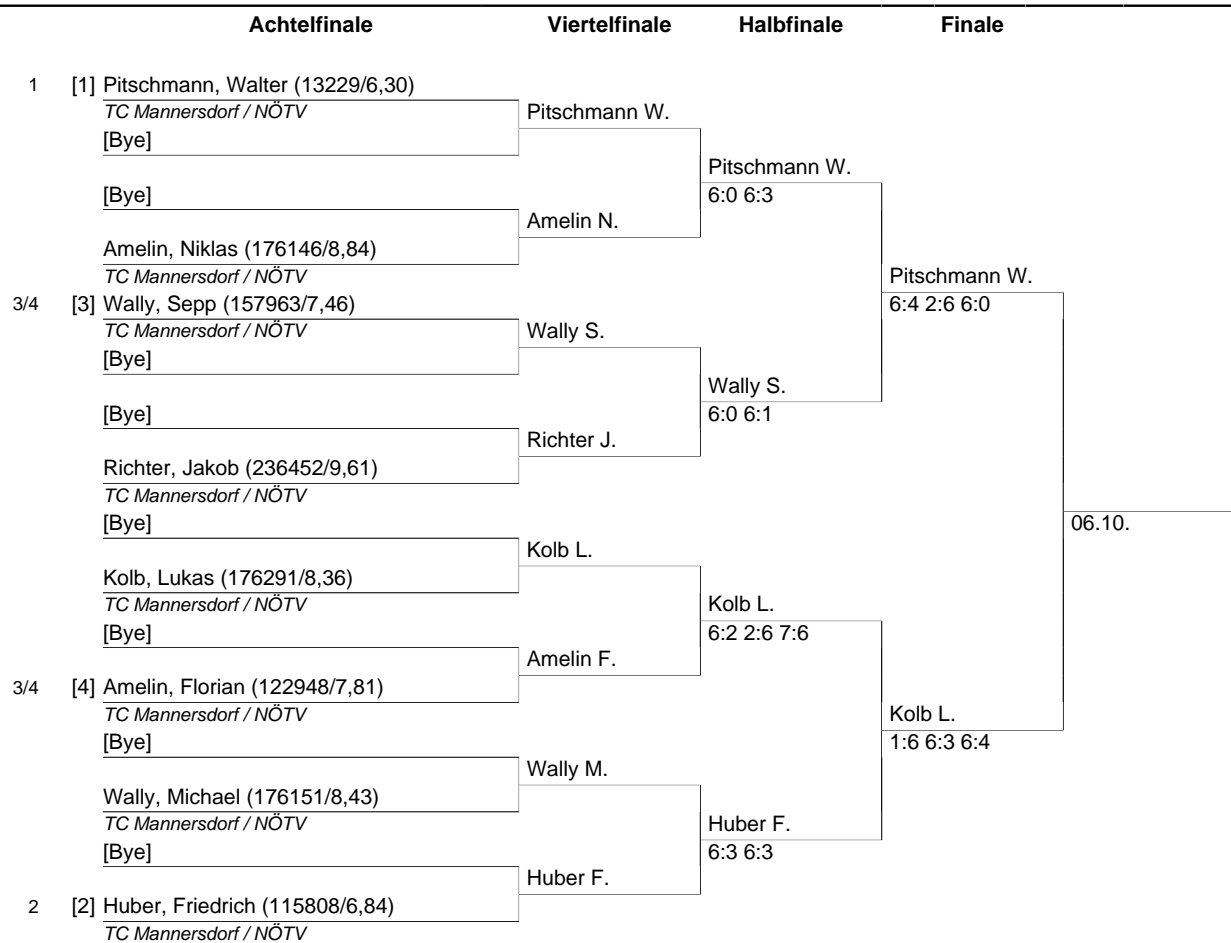 Achtelfinale Viertelfinale Halbfinale Finale
1 [1] Pitschmann, Walter (13229/6,30)
TC Mannersdorf / NÖTV
Pitschmann W.
[Bye]
Pitschmann W.
[Bye]
6:0 6:3
Amelin N.
Amelin, Niklas (176146/8,84)
TC Mannersdorf / NÖTV
Pitschmann W.
3/4 [3] Wally, Sepp (157963/7,46)
6:4 2:6 6:0
TC Mannersdorf / NÖTV
Wally S.
[Bye]
Wally S.
[Bye]
6:0 6:1
Richter J.
Richter, Jakob (236452/9,61)
TC Mannersdorf / NÖTV
[Bye]
06.10.
Kolb L.
Kolb, Lukas (176291/8,36)
TC Mannersdorf / NÖTV
Kolb L.
[Bye]
6:2 2:6 7:6
Amelin F.
3/4 [4] Amelin, Florian (122948/7,81)
TC Mannersdorf / NÖTV
Kolb L.
[Bye]
1:6 6:3 6:4
Wally M.
Wally, Michael (176151/8,43)
TC Mannersdorf / NÖTV
Huber F.
[Bye]
6:3 6:3
Huber F.
2 [2] Huber, Friedrich (115808/6,84)
TC Mannersdorf / NÖTV